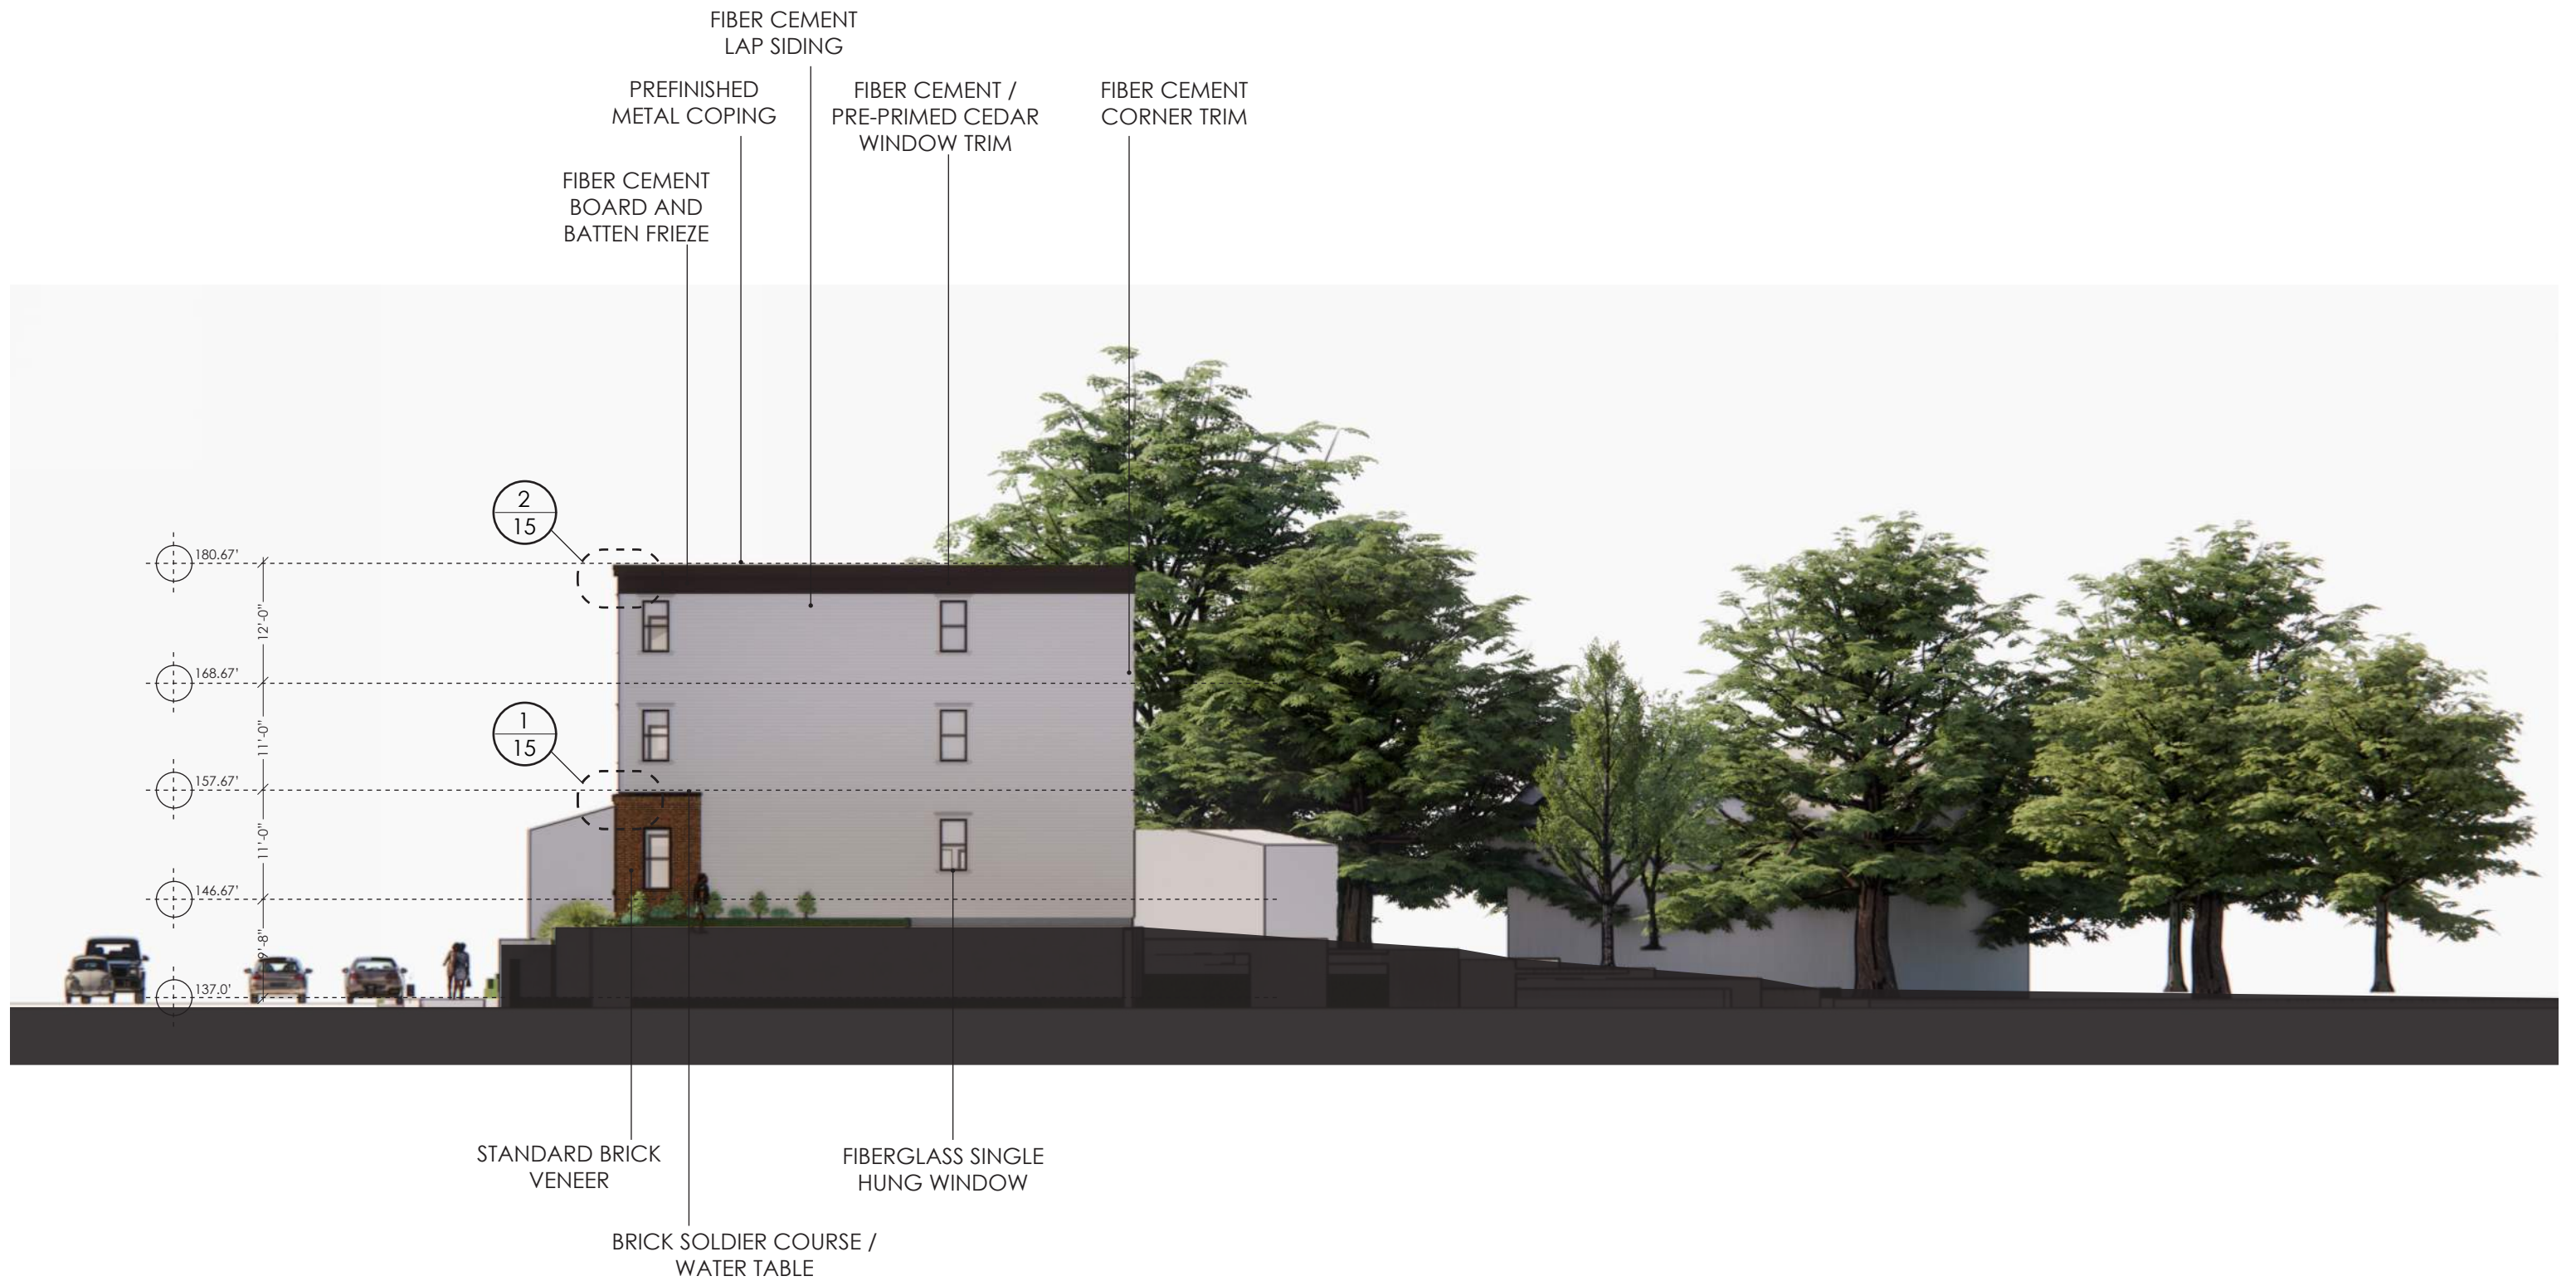 FIBER CEMENT
LAP SIDING
PREFINISHED
METAL COPING
FIBER CEMENT /
PRE-PRIMED CEDAR
WINDOW TRIM
FIBER CEMENT
CORNER TRIM
FIBER CEMENT
BOARD AND
BATTEN FRIEZE
2
15
180.67'
12'-0"
168.67'
11'-0"
1
15
157.67'
11'-0"
146.67'
9'-8"
137.0'
STANDARD BRICK
VENEER
FIBERGLASS SINGLE
HUNG WINDOW
BRICK SOLDIER COURSE /
WATER TABLE